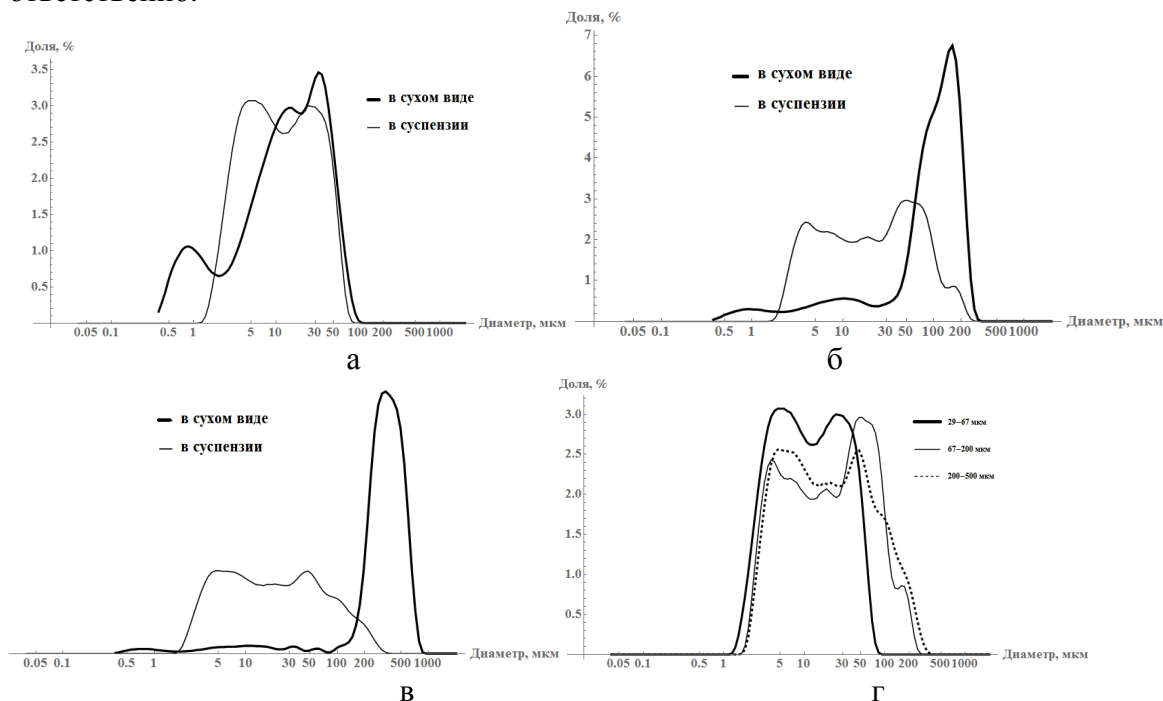 ответственно.
Доля, %
3.5
3.0
2.5
2.0
1.5
1.0
0.5
в сухом виде
в суспензии
0.05 0.1 0.5 1 5 10 30 50 100 200 500 1000
Диаметр, мкм
а
Доля, %
7
6
5
4
3
2
1
в сухом виде
в суспензии
0.05 0.1 0.5 1 5 10 30 50 100 200 500 1000
Диаметр, мкм
б
в сухом виде
в суспензии
0.05 0.1 0.5 1 5 10 30 50 100 200 500 1000
Диаметр, мкм
в
Доля, %
3.0
2.5
2.0
1.5
1.0
0.5
29–67 мкм
67–200 мкм
200–500 мкм
0.05 0.1 0.5 1 5 10 30 50 100 200 500 1000
Диаметр, мкм
г